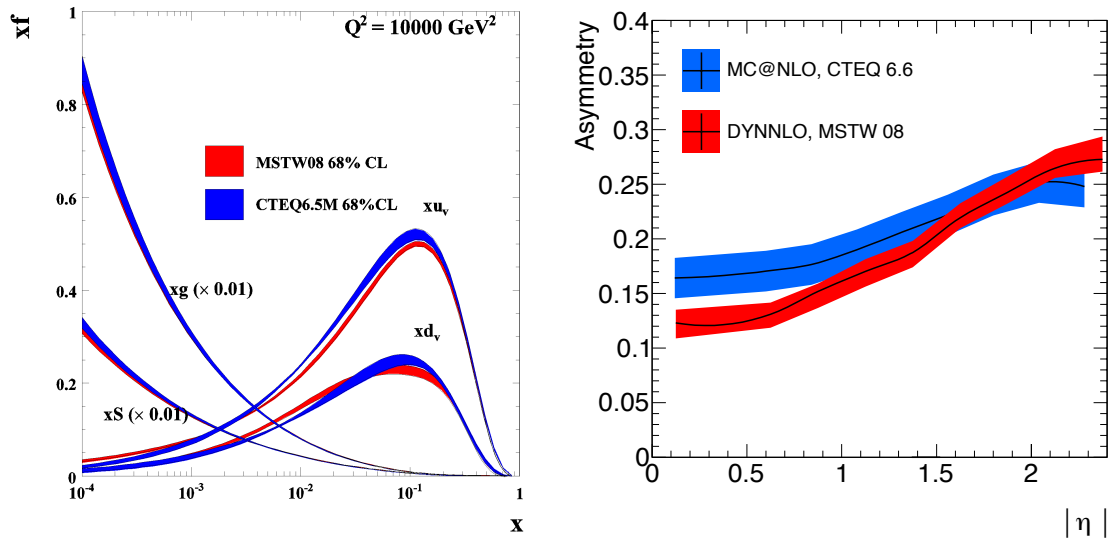 xf
Q² = 10000 GeV²
1
0.8
0.6
0.4
0.2
0
MSTW08 68% CL
CTEQ6.5M 68%CL
xuᵥ
xg (× 0.01)
xdᵥ
xS (× 0.01)
10⁻⁴
10⁻³
10⁻²
10⁻¹
1
x
Asymmetry
0.4
0.35
0.3
0.25
0.2
0.15
0.1
0.05
0
MC@NLO, CTEQ 6.6
DYNNLO, MSTW 08
0
0.5
1
1.5
2
| η |